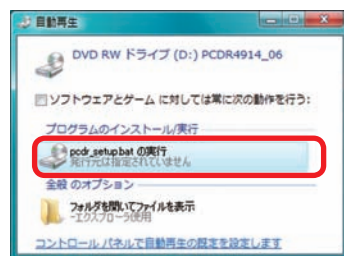 自動再生
DVD RW ドライブ (D:) PCDR4914_06
ソフトウェアとゲーム に対しては常に次の動作を行う:
プログラムのインストール/実行
pcdr_setup.bat の実行
発行元は指定されていません
全般 のオプション
フォルダを開いてファイルを表示
-エクスプローラ使用
コントロール パネルで自動再生の既定を設定します